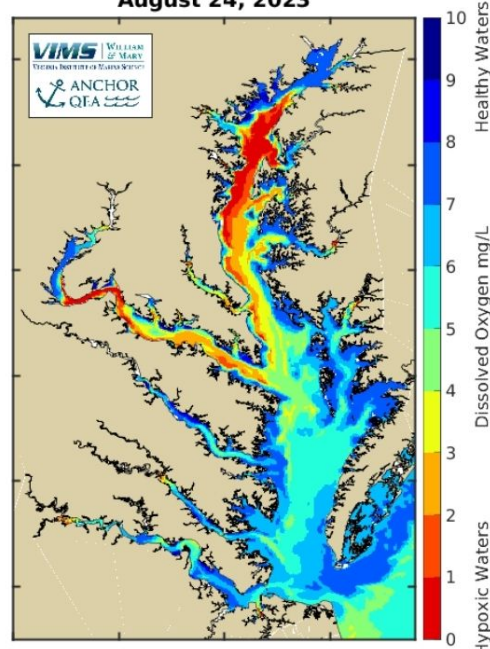 August 24, 2023
VIMS
WILLIAM
& MARY
VIRGINIA INSTITUTE OF MARINE SCIENCE
ANCHOR
QEA
10
9
8
7
6
5
4
3
2
1
0
Healthy Waters
Dissolved Oxygen mg/L
Hypoxic Waters